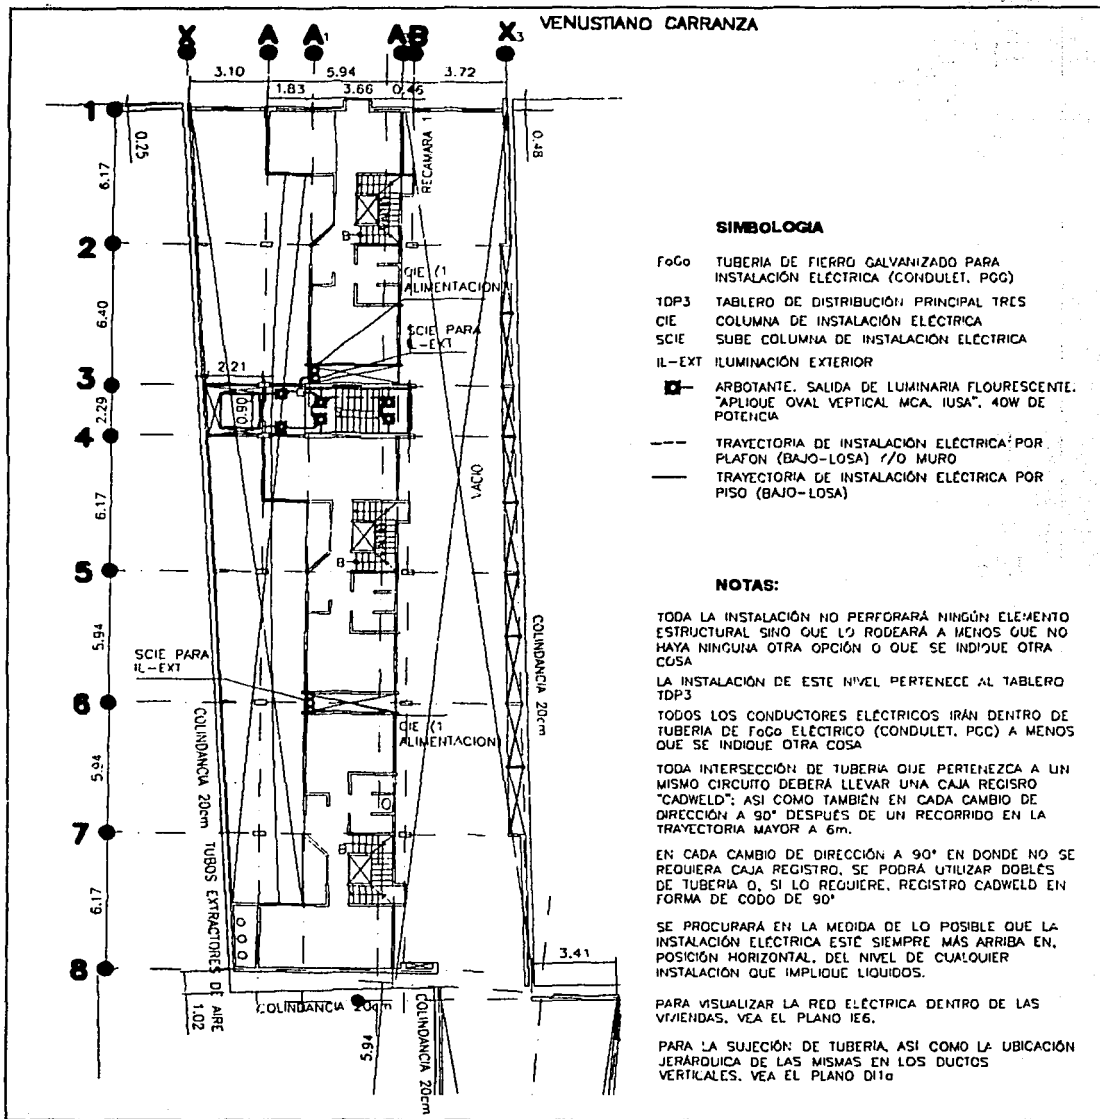 VENUSTIANO CARRANZA
X A A1 A B X3
3.10 5.94 3.72
1.83 3.66 0.46
1
0.25
0.48
6.17
RECAMARA 1
2
B
CIE (1
ALIMENTACION)
6.40
SCIE PARA
IL-EXT
3
2.21
2.29
0.90
4
VACIO
6.17
B
5
5.94
SCIE PARA
IL-EXT
6
CIE (1
ALIMENTACION)
COLINDANCIA 20cm
COLINDANCIA 20cm
5.94
7
B
TUBOS EXTRACTORES DE AIRE
6.17
8
3.41
1.02
COLINDANCIA 20cm
5.94
COLINDANCIA 20cm
SIMBOLOGIA
FoGo TUBERIA DE FIERRO GALVANIZADO PARA
INSTALACIÓN ELÉCTRICA (CONDULET, PGG)
TDP3 TABLERO DE DISTRIBUCIÓN PRINCIPAL TRES
CIE COLUMNA DE INSTALACIÓN ELÉCTRICA
SCIE SUBE COLUMNA DE INSTALACIÓN ELÉCTRICA
IL-EXT ILUMINACIÓN EXTERIOR
ARBOTANTE. SALIDA DE LUMINARIA FLOURESCENTE.
"APLIQUE OVAL VERTICAL MCA. IUSA". 40W DE
POTENCIA
TRAYECTORIA DE INSTALACIÓN ELÉCTRICA POR
PLAFON (BAJO-LOSA) Y/O MURO
TRAYECTORIA DE INSTALACIÓN ELÉCTRICA POR
PISO (BAJO-LOSA)
NOTAS:
TODA LA INSTALACIÓN NO PERFORARÁ NINGÚN ELEMENTO
ESTRUCTURAL SINO QUE LO RODEARÁ A MENOS QUE NO
HAYA NINGUNA OTRA OPCIÓN O QUE SE INDIQUE OTRA
COSA
LA INSTALACIÓN DE ESTE NIVEL PERTENECE AL TABLERO
TDP3
TODOS LOS CONDUCTORES ELÉCTRICOS IRÁN DENTRO DE
TUBERIA DE FoGo ELÉCTRICO (CONDULET, PGG) A MENOS
QUE SE INDIQUE OTRA COSA
TODA INTERSECCIÓN DE TUBERIA QUE PERTENEZCA A UN
MISMO CIRCUITO DEBERÁ LLEVAR UNA CAJA REGISRO
"CADWELD"; ASI COMO TAMBIÉN EN CADA CAMBIO DE
DIRECCIÓN A 90° DESPUÉS DE UN RECORRIDO EN LA
TRAYECTORIA MAYOR A 6m.
EN CADA CAMBIO DE DIRECCIÓN A 90° EN DONDE NO SE
REQUIERA CAJA REGISTRO, SE PODRÁ UTILIZAR DOBLÉS
DE TUBERIA O, SI LO REQUIERE, REGISTRO CADWELD EN
FORMA DE CODO DE 90°
SE PROCURARÁ EN LA MEDIDA DE LO POSIBLE QUE LA
INSTALACIÓN ELÉCTRICA ESTÉ SIEMPRE MÁS ARRIBA EN,
POSICIÓN HORIZONTAL, DEL NIVEL DE CUALQUIER
INSTALACIÓN QUE IMPLIQUE LIQUIDOS.
PARA VISUALIZAR LA RED ELÉCTRICA DENTRO DE LAS
VIVIENDAS, VEA EL PLANO IE6.
PARA LA SUJECIÓN DE TUBERIA, ASI COMO LA UBICACIÓN
JERÁRQUICA DE LAS MISMAS EN LOS DUCTOS
VERTICALES, VEA EL PLANO DI1a